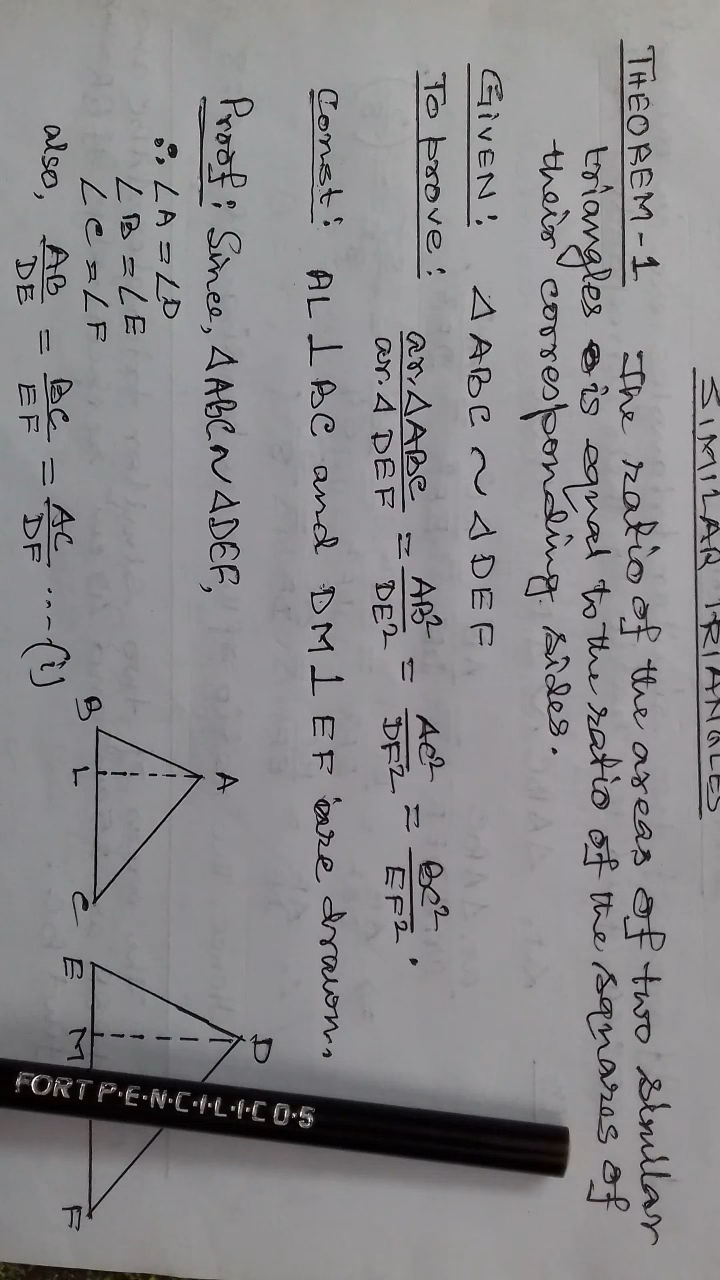 SIMILAR TRIANGLES
THEOREM-1 The ratio of the areas of two similar
triangles is equal to the ratio of the squares of
their corresponding sides.
GIVEN: ΔABC ~ ΔDEF
To prove: ar.ΔABC/ar.ΔDEF = AB²/DE² = AC²/DF² = BC²/EF².
Const: AL ⊥ BC and DM ⊥ EF are drawn.
Proof: Since, ΔABC ~ ΔDEF,
∴ ∠A = ∠D
∠B = ∠E
∠C = ∠F
also, AB/DE = BC/EF = AC/DF ...(i)
A
B L C
D
E M F
FORT P·E·N·C·I·L·I·C 0·5